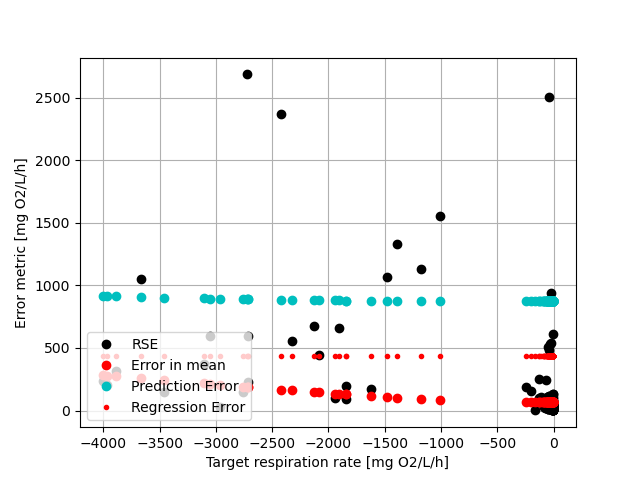 2500
2000
1500
1000
500
0
Error metric [mg O2/L/h]
RSE
Error in mean
Prediction Error
Regression Error
−4000 −3500 −3000 −2500 −2000 −1500 −1000 −500 0
Target respiration rate [mg O2/L/h]